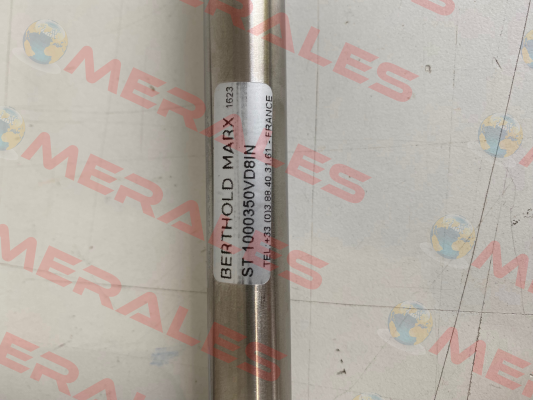 BERTHOLD MARX 1623
ST 1000350VD8IN
TEL.+33 (0)3.88.40.31.61 - FRANCE
MERALES
MERALES
MERALES
MERALES